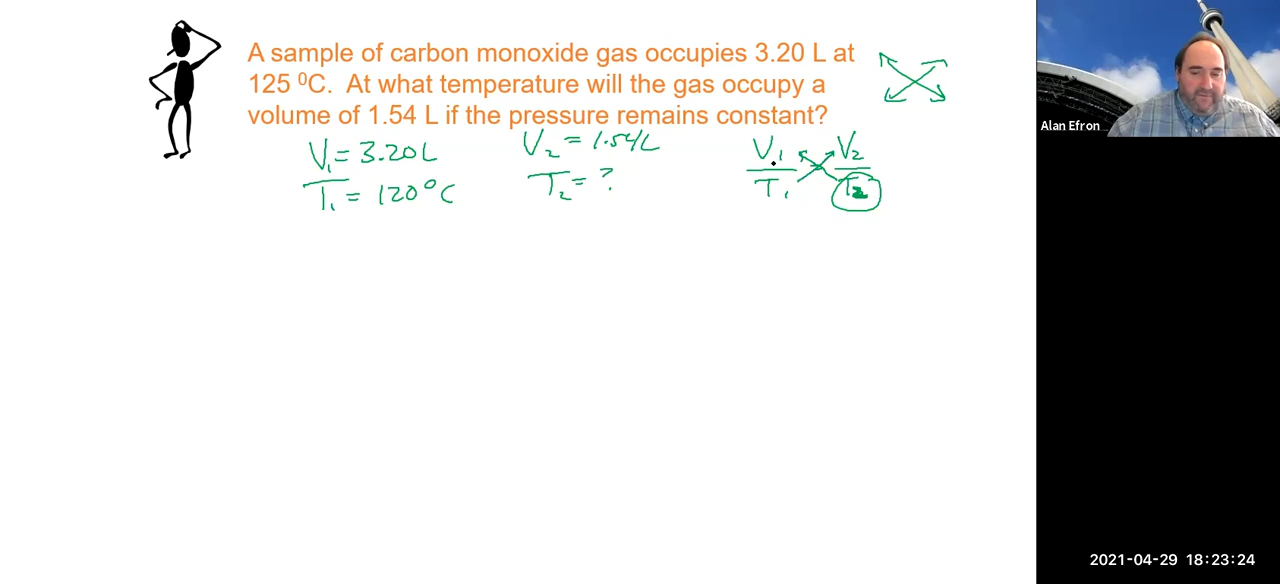 A sample of carbon monoxide gas occupies 3.20 L at
125 ⁰C. At what temperature will the gas occupy a
volume of 1.54 L if the pressure remains constant?
V₁ = 3.20L
T₁ = 120°C
V₂ = 1.54L
T₂ = ?
V₁ V₂
T₁ T₂
Alan Efron
2021-04-29 18:23:24